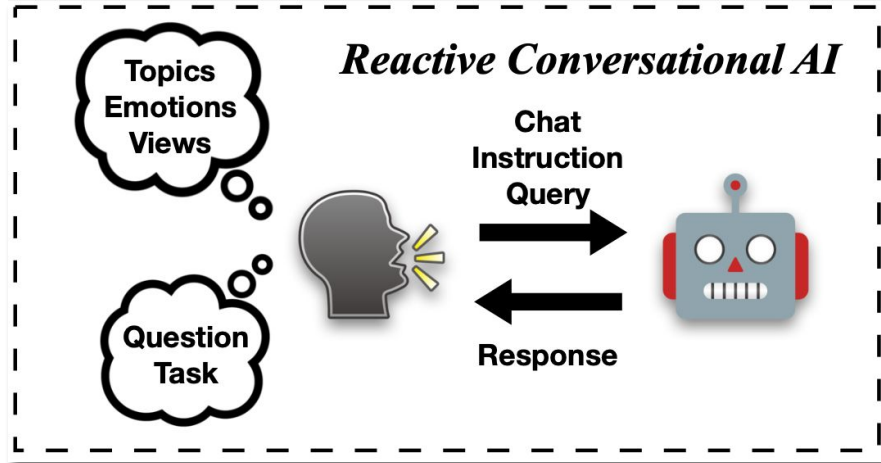 Reactive Conversational AI
Topics
Emotions
Views
Chat
Instruction
Query
Question
Task
Response